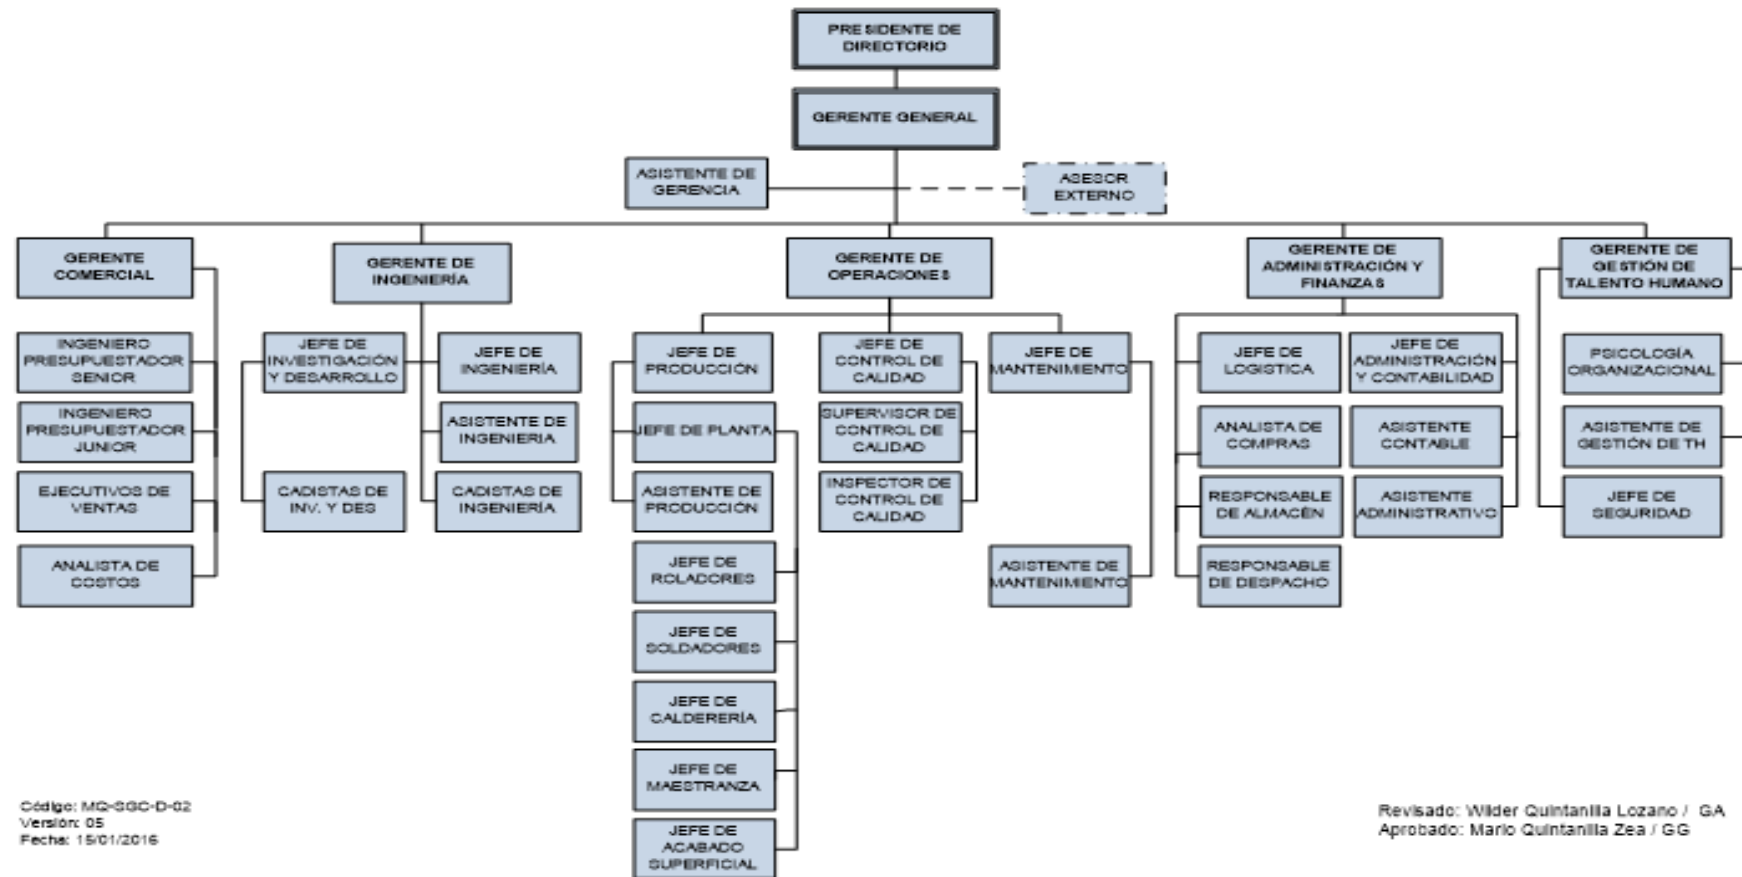 PRESIDENTE DE
DIRECTORIO
GERENTE GENERAL
ASISTENTE DE
GERENCIA
ASESOR
EXTERNO
GERENTE
COMERCIAL
GERENTE DE
INGENIERÍA
GERENTE DE
OPERACIONES
GERENTE DE
ADMINISTRACIÓN Y
FINANZAS
GERENTE DE
GESTIÓN DE
TALENTO HUMANO
INGENIERO
PRESUPUESTADOR
SENIOR
JEFE DE
INVESTIGACIÓN
Y DESARROLLO
JEFE DE
INGENIERÍA
JEFE DE
PRODUCCIÓN
JEFE DE
CONTROL DE
CALIDAD
JEFE DE
MANTENIMIENTO
JEFE DE
LOGISTICA
JEFE DE
ADMINISTRACIÓN
Y CONTABILIDAD
PSICOLOGÍA
ORGANIZACIONAL
INGENIERO
PRESUPUESTADOR
JUNIOR
ASISTENTE
DE INGENIERIA
JEFE DE PLANTA
SUPERVISOR DE
CONTROL DE
CALIDAD
ANALISTA DE
COMPRAS
ASISTENTE
CONTABLE
ASISTENTE DE
GESTIÓN DE TH
EJECUTIVOS DE
VENTAS
CADISTAS DE
INV. Y DES
CADISTAS DE
INGENIERÍA
ASISTENTE DE
PRODUCCIÓN
INSPECTOR DE
CONTROL DE
CALIDAD
RESPONSABLE
DE ALMACÉN
ASISTENTE
ADMINISTRATIVO
JEFE DE
SEGURIDAD
ANALISTA DE
COSTOS
JEFE DE
ROLADORES
ASISTENTE DE
MANTENIMIENTO
RESPONSABLE
DE DESPACHO
JEFE DE
SOLDADORES
JEFE DE
CALDERERÍA
JEFE DE
MAESTRANZA
JEFE DE
ACABADO
SUPERFICIAL
Código: MQ-SGC-D-02
Versión: 05
Fecha: 15/01/2016
Revisado: Wilder Quintanilla Lozano / GA
Aprobado: Mario Quintanilla Zea / GG